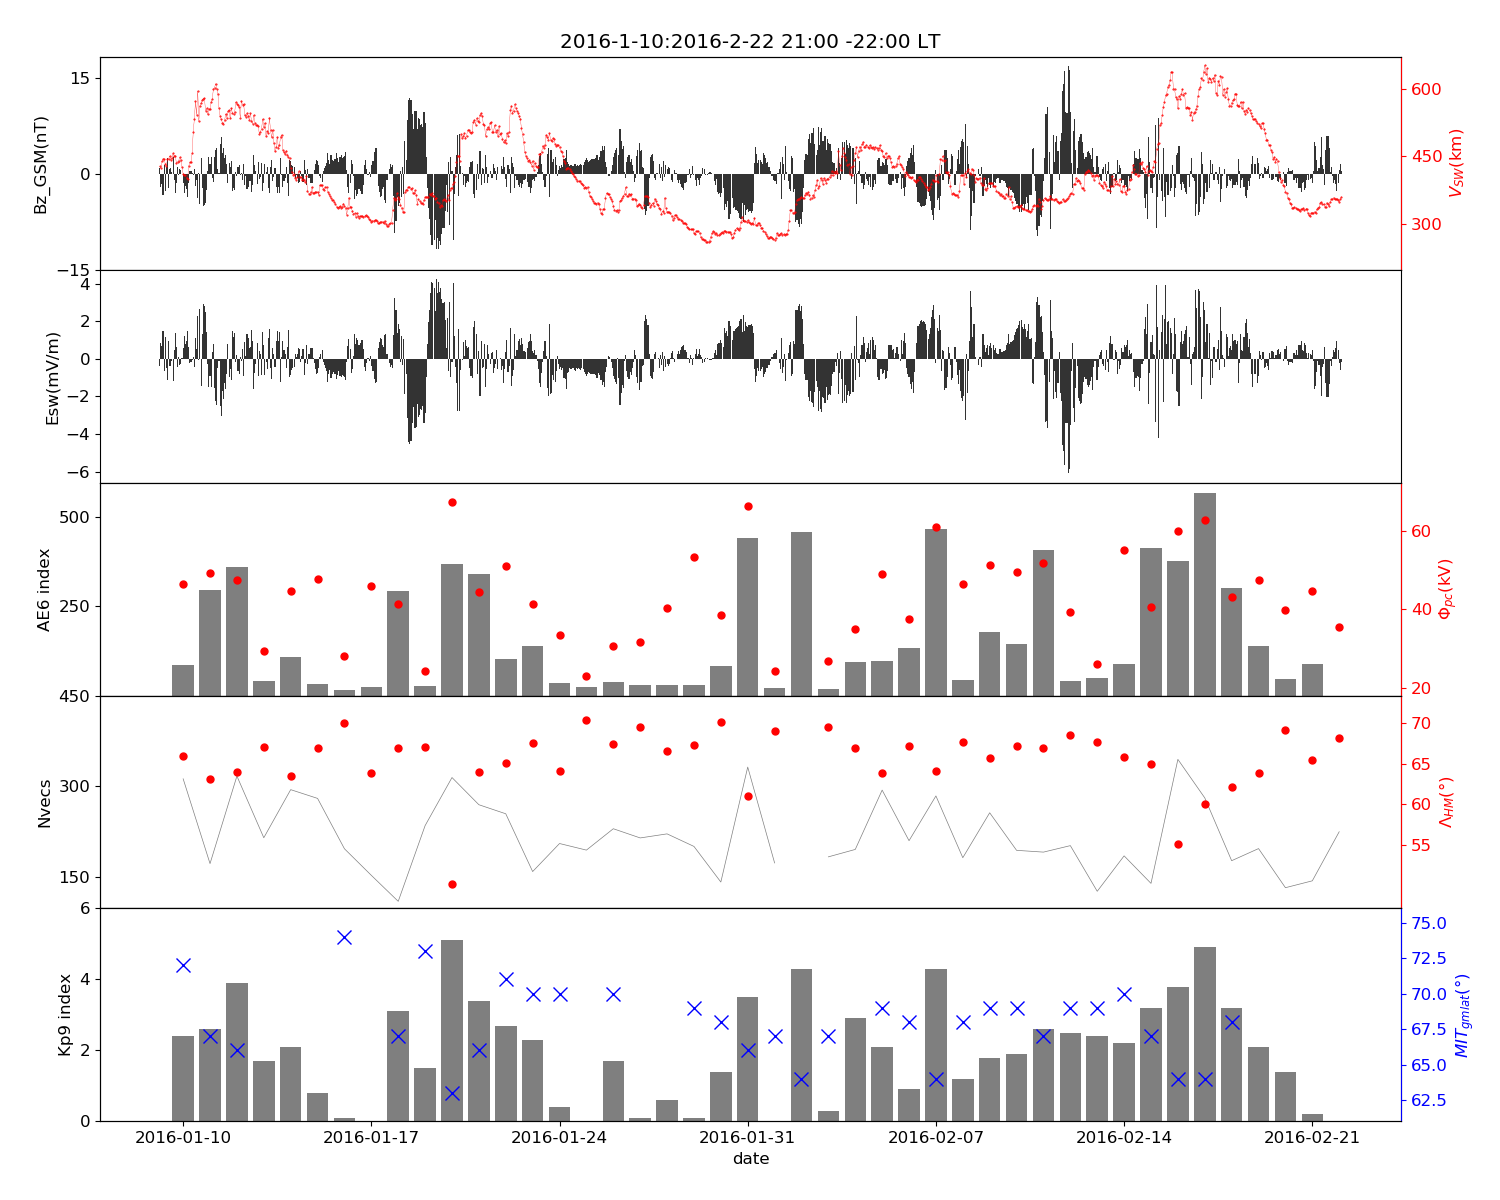 2016-1-10:2016-2-22 21:00 -22:00 LT
15
0
−15
Bz_GSM(nT)
600
450
300
V_SW(km)
4
2
0
−2
−4
−6
Esw(mV/m)
500
250
AE6 index
60
40
20
Φ_pc(kV)
450
300
150
Nvecs
70
65
60
55
Λ_HM(°)
6
4
2
0
Kp9 index
75.0
72.5
70.0
67.5
65.0
62.5
MIT_gmlat(°)
2016-01-10 2016-01-17 2016-01-24 2016-01-31 2016-02-07 2016-02-14 2016-02-21
date